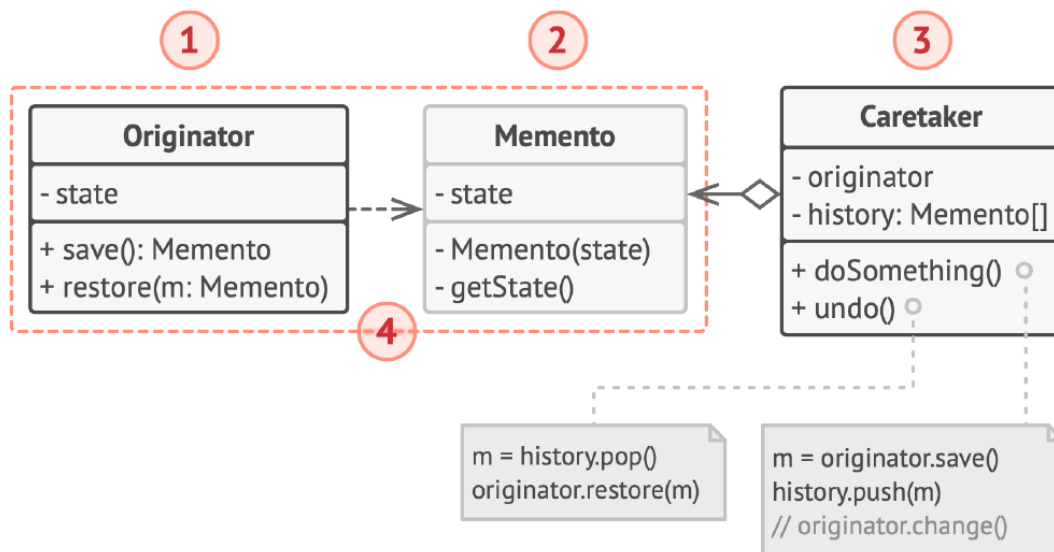 1
2
3
Originator
- state
+ save(): Memento
+ restore(m: Memento)
Memento
- state
- Memento(state)
- getState()
Caretaker
- originator
- history: Memento[]
+ doSomething()
+ undo()
4
m = history.pop()
originator.restore(m)
m = originator.save()
history.push(m)
// originator.change()